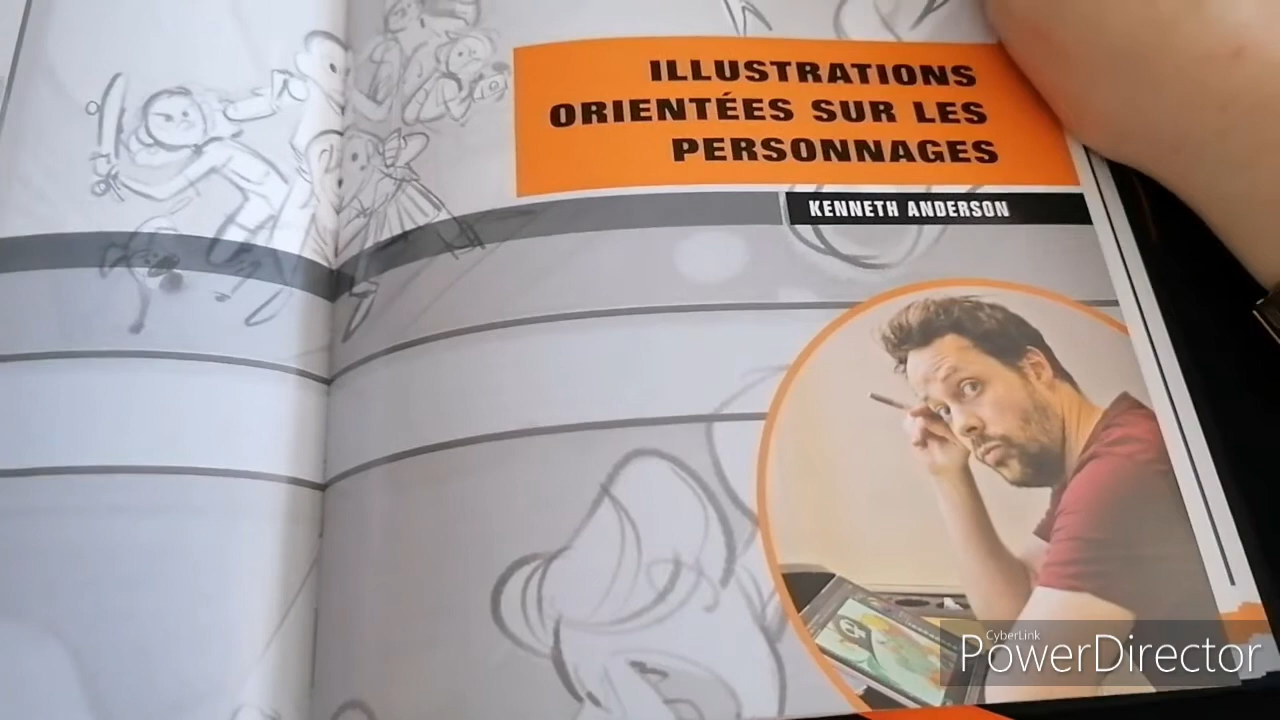 ILLUSTRATIONS
ORIENTÉES SUR LES
PERSONNAGES
KENNETH ANDERSON
CyberLink
PowerDirector